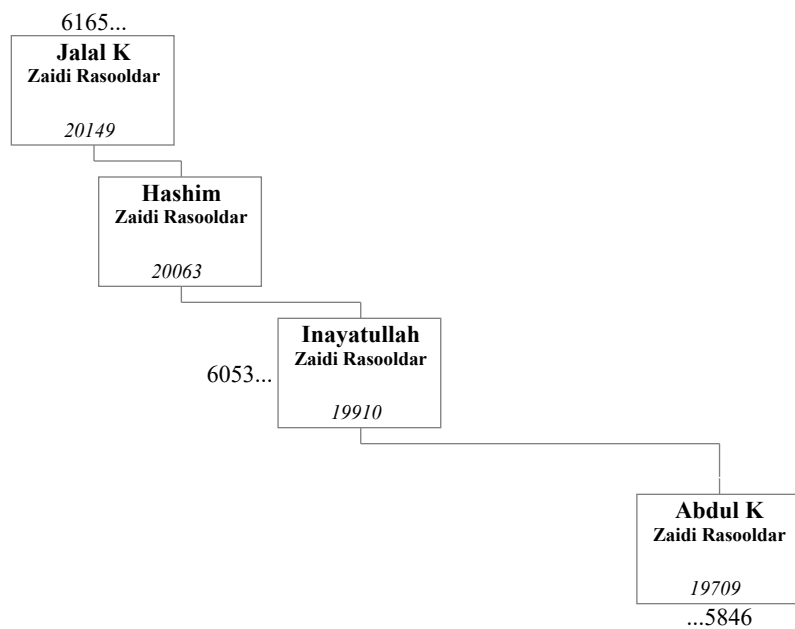 6165...
Jalal K
Zaidi Rasooldar
20149
Hashim
Zaidi Rasooldar
20063
Inayatullah
Zaidi Rasooldar
6053...
19910
Abdul K
Zaidi Rasooldar
19709
...5846